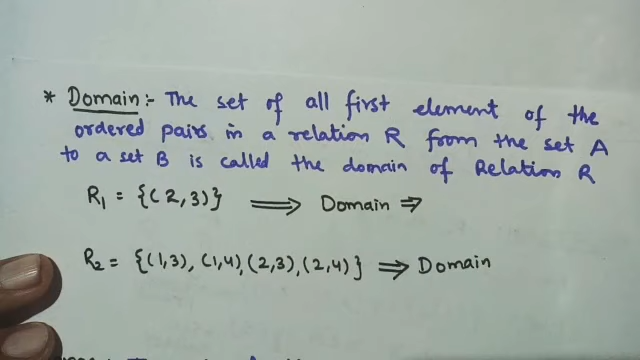 * Domain :- The set of all first element of the
ordered pairs in a relation R from the set A
to a set B is called the domain of Relation R
R₁ = {(2,3)} ⟹ Domain ⇒
R₂ = {(1,3), (1,4), (2,3), (2,4)} ⟹ Domain